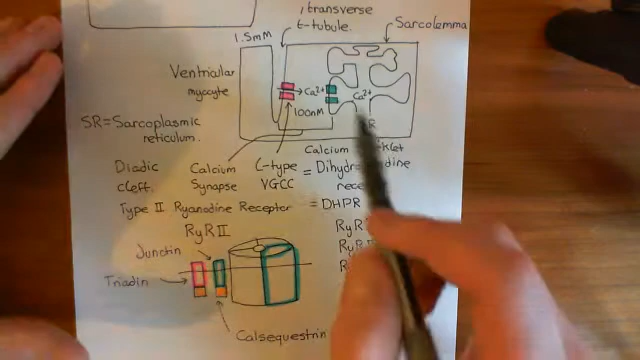 transverse
t-tubule.
Sarcolemma
1.5mM
Ventricular
myocyte
Ca2+
Ca2+
100nM
SR = Sarcoplasmic
reticulum.
Calcium
Diadic
cleft.
Calcium
Synapse
L-type
VGCC
= Dihydropyridine
Type II Ryanodine Receptor
= DHPR
RyR II
Junctin
Triadin
Calsequestrin